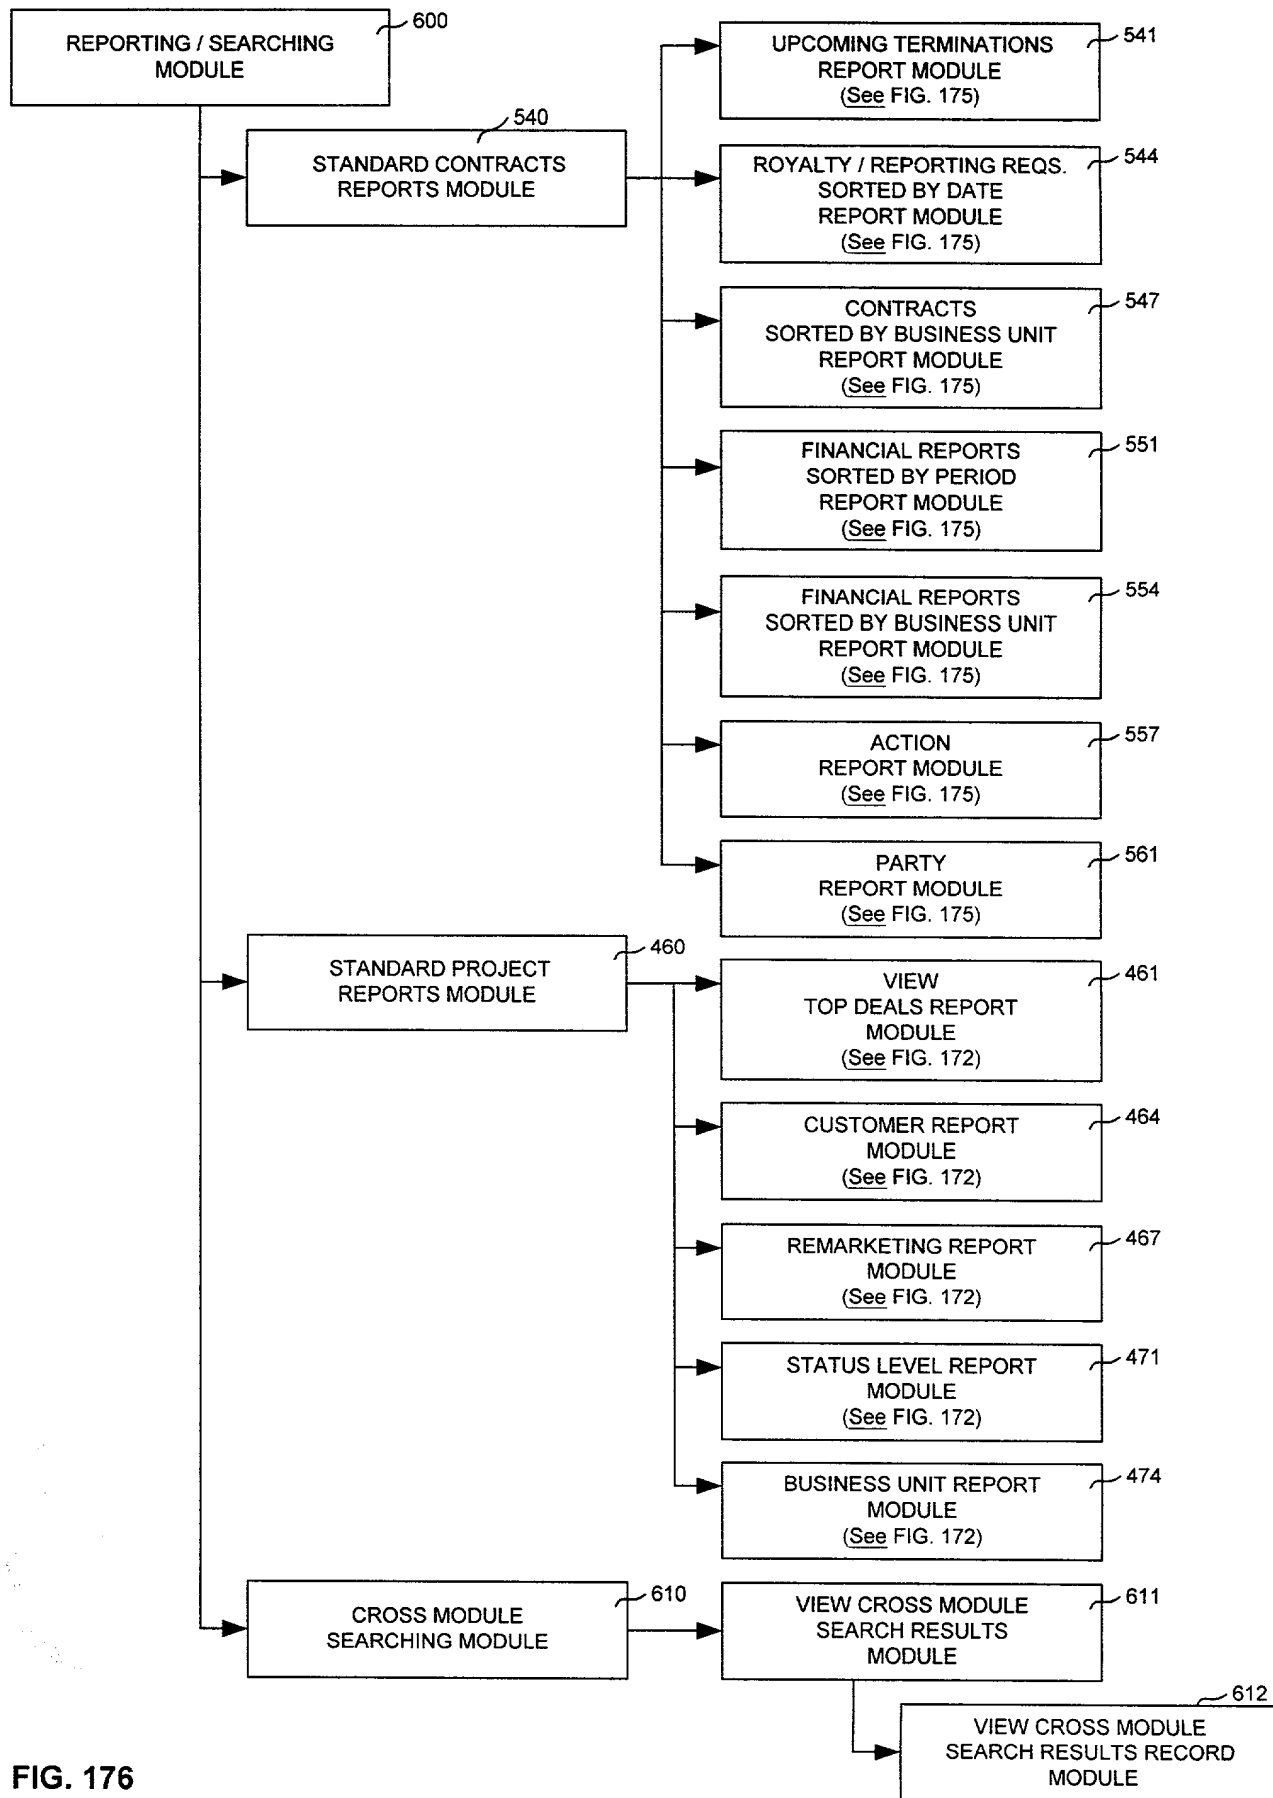 REPORTING / SEARCHING
MODULE
600
540
STANDARD CONTRACTS
REPORTS MODULE
UPCOMING TERMINATIONS
REPORT MODULE
(See FIG. 175)
541
ROYALTY / REPORTING REQS.
SORTED BY DATE
REPORT MODULE
(See FIG. 175)
544
CONTRACTS
SORTED BY BUSINESS UNIT
REPORT MODULE
(See FIG. 175)
547
FINANCIAL REPORTS
SORTED BY PERIOD
REPORT MODULE
(See FIG. 175)
551
FINANCIAL REPORTS
SORTED BY BUSINESS UNIT
REPORT MODULE
(See FIG. 175)
554
ACTION
REPORT MODULE
(See FIG. 175)
557
PARTY
REPORT MODULE
(See FIG. 175)
561
STANDARD PROJECT
REPORTS MODULE
460
VIEW
TOP DEALS REPORT
MODULE
(See FIG. 172)
461
CUSTOMER REPORT
MODULE
(See FIG. 172)
464
REMARKETING REPORT
MODULE
(See FIG. 172)
467
STATUS LEVEL REPORT
MODULE
(See FIG. 172)
471
BUSINESS UNIT REPORT
MODULE
(See FIG. 172)
474
CROSS MODULE
SEARCHING MODULE
610
VIEW CROSS MODULE
SEARCH RESULTS
MODULE
611
612
VIEW CROSS MODULE
SEARCH RESULTS RECORD
MODULE
FIG. 176